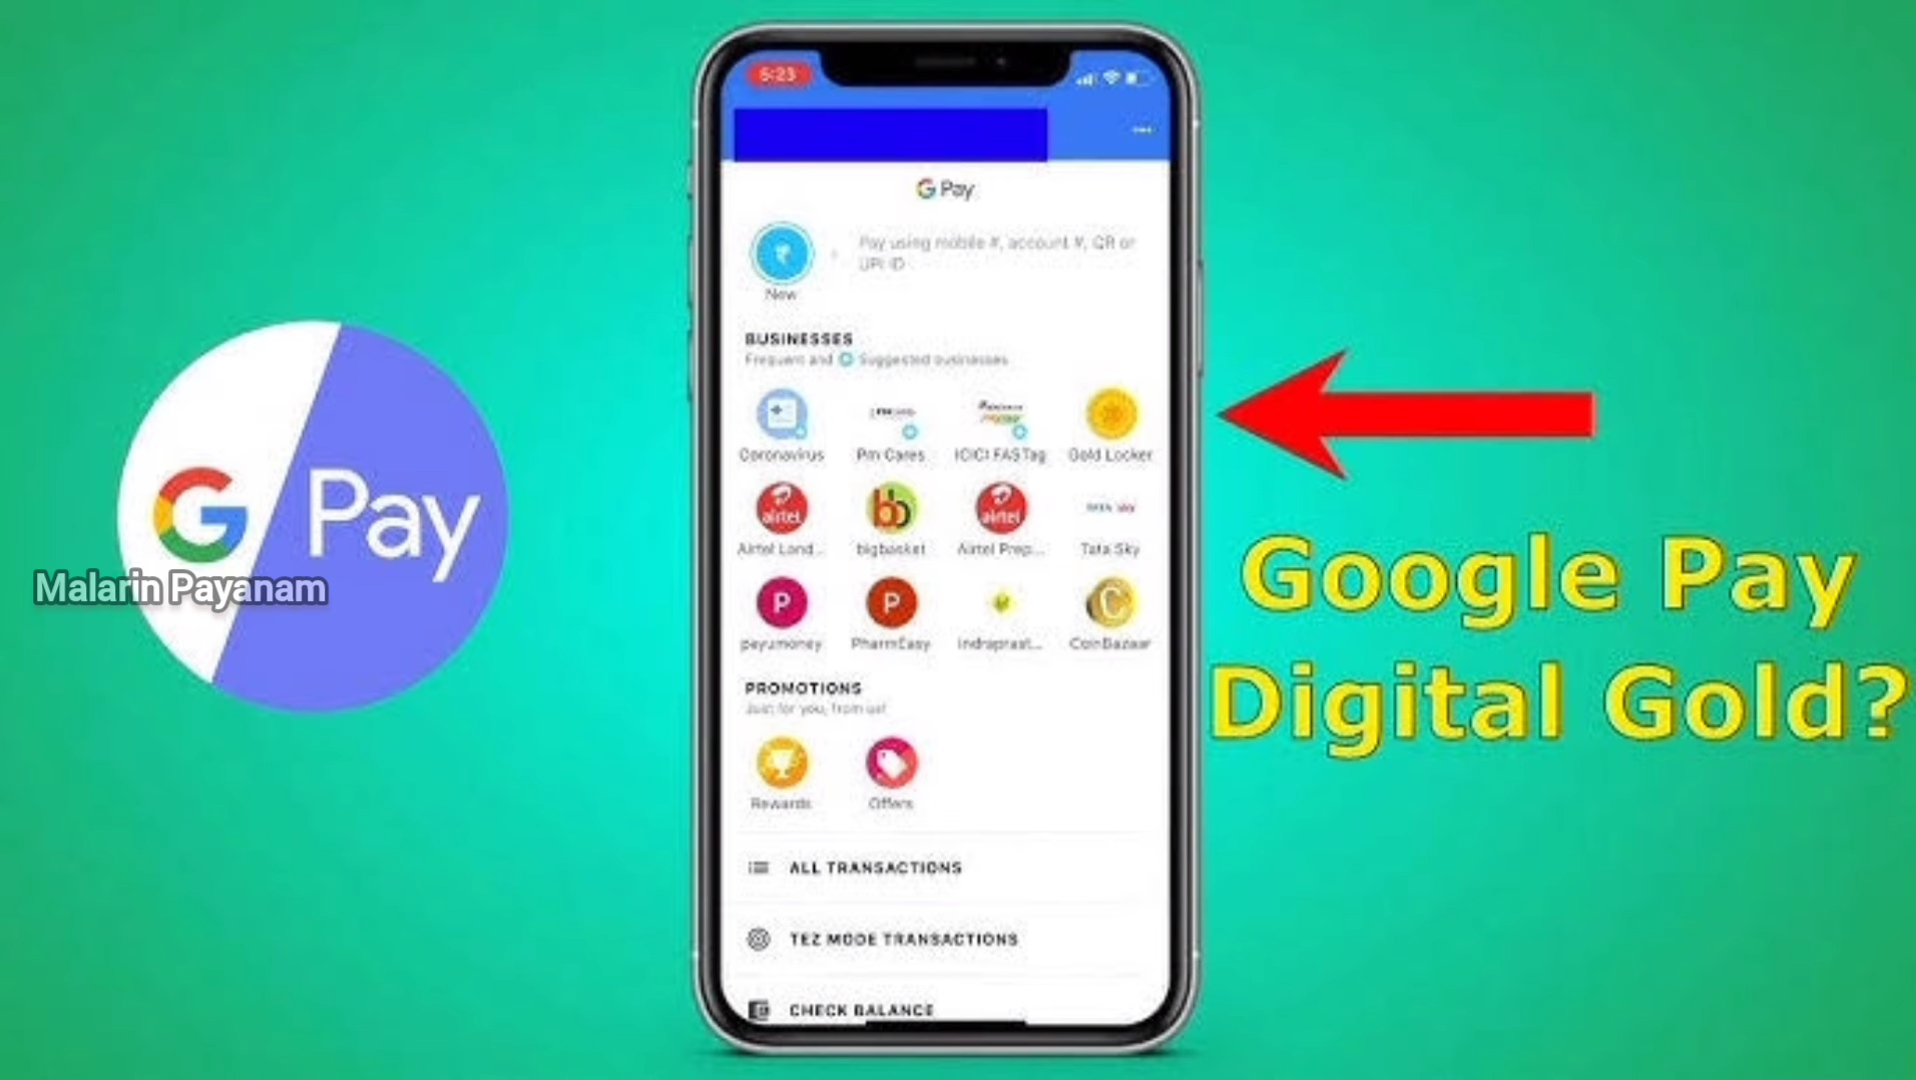 5:23
G Pay
Pay using mobile #, account #, QR or
UPI ID
New
BUSINESSES
Frequent and Suggested businesses
Coronavirus Pm Cares ICICI FASTag Gold Locker
airtel bb airtel TATA sky
Airtel Land... bigbasket Airtel Prep... Tata Sky
P P C
payumoney PharmEasy Indraprast... CoinBazaar
PROMOTIONS
Just for you, from us!
Rewards Offers
ALL TRANSACTIONS
TEZ MODE TRANSACTIONS
CHECK BALANCE
G Pay
Malarin Payanam
Google Pay
Digital Gold?